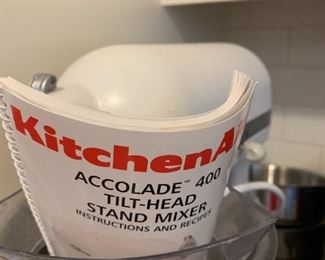 KitchenA
ACCOLADE™ 400
TILT-HEAD
STAND MIXER
INSTRUCTIONS AND RECIPES